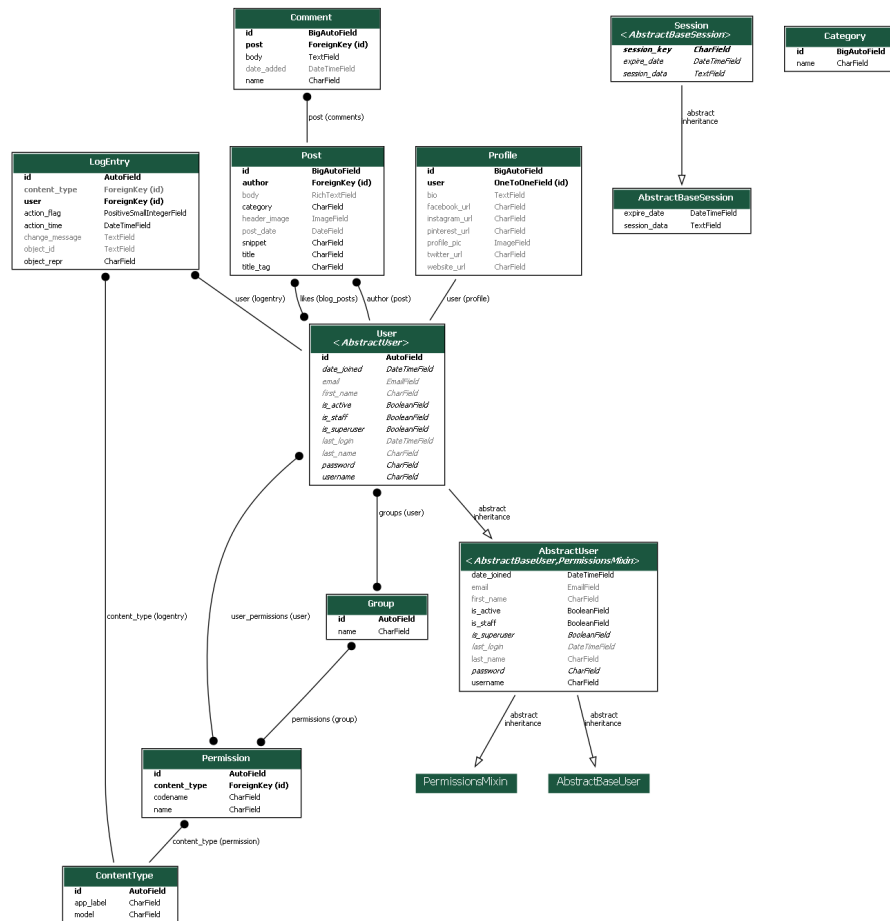 Comment
id BigAutoField
post ForeignKey (id)
body TextField
date_added DateTimeField
name CharField
Session
<AbstractBaseSession>
session_key CharField
expire_date DateTimeField
session_data TextField
Category
id BigAutoField
name CharField
post (comments)
abstract
inheritance
LogEntry
id AutoField
content_type ForeignKey (id)
user ForeignKey (id)
action_flag PositiveSmallIntegerField
action_time DateTimeField
change_message TextField
object_id TextField
object_repr CharField
Post
id BigAutoField
author ForeignKey (id)
body RichTextField
category CharField
header_image ImageField
post_date DateField
snippet CharField
title CharField
title_tag CharField
Profile
id BigAutoField
user OneToOneField (id)
bio TextField
facebook_url CharField
instagram_url CharField
pinterest_url CharField
profile_pic ImageField
twitter_url CharField
website_url CharField
AbstractBaseSession
expire_date DateTimeField
session_data TextField
user (logentry)
likes (blog_posts)
author (post)
user (profile)
User
<AbstractUser>
id AutoField
date_joined DateTimeField
email EmailField
first_name CharField
is_active BooleanField
is_staff BooleanField
is_superuser BooleanField
last_login DateTimeField
last_name CharField
password CharField
username CharField
groups (user)
abstract
inheritance
AbstractUser
<AbstractBaseUser,PermissionsMixin>
date_joined DateTimeField
email EmailField
first_name CharField
is_active BooleanField
is_staff BooleanField
is_superuser BooleanField
last_login DateTimeField
last_name CharField
password CharField
username CharField
content_type (logentry)
user_permissions (user)
Group
id AutoField
name CharField
permissions (group)
abstract
inheritance
abstract
inheritance
Permission
id AutoField
content_type ForeignKey (id)
codename CharField
name CharField
PermissionsMixin
AbstractBaseUser
content_type (permission)
ContentType
id AutoField
app_label CharField
model CharField